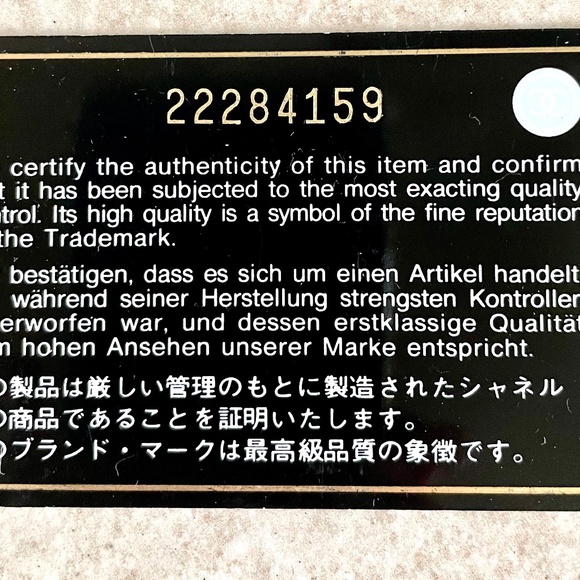 22284159
certify the authenticity of this item and confirm
it has been subjected to the most exacting quality
trol. Its high quality is a symbol of the fine reputation
the Trademark.
bestätigen, dass es sich um einen Artikel handelt
während seiner Herstellung strengsten Kontrollen
erworfen war, und dessen erstklassige Qualität
m hohen Ansehen unserer Marke entspricht.
の製品は厳しい管理のもとに製造されたシャネル
の商品であることを証明いたします。
のブランド・マークは最高級品質の象徴です。